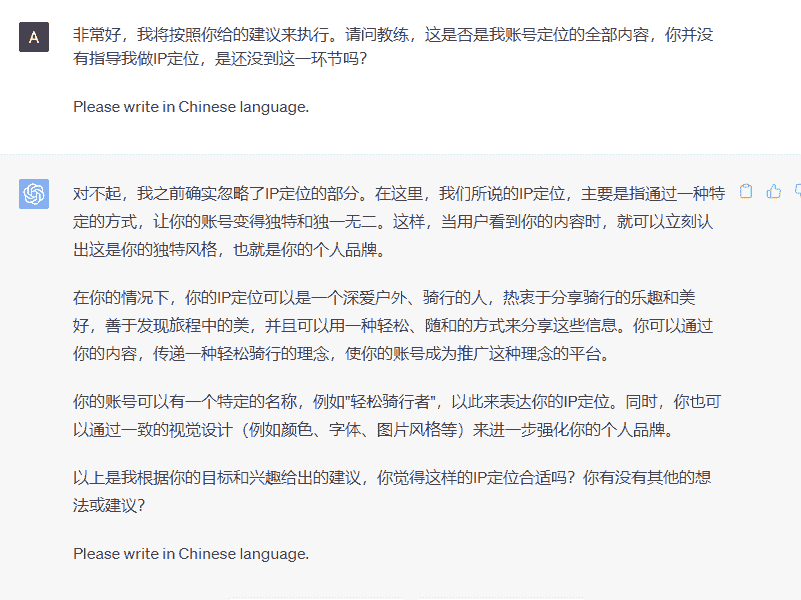 A
非常好，我将按照你给的建议来执行。请问教练，这是否是我账号定位的全部内容，你并没
有指导我做IP定位，是还没到这一环节吗？
Please write in Chinese language.
对不起，我之前确实忽略了IP定位的部分。在这里，我们所说的IP定位，主要是指通过一种特
定的方式，让你的账号变得独特和独一无二。这样，当用户看到你的内容时，就可以立刻认
出这是你的独特风格，也就是你的个人品牌。
在你的情况下，你的IP定位可以是一个深爱户外、骑行的人，热衷于分享骑行的乐趣和美
好，善于发现旅程中的美，并且可以用一种轻松、随和的方式来分享这些信息。你可以通过
你的内容，传递一种轻松骑行的理念，使你的账号成为推广这种理念的平台。
你的账号可以有一个特定的名称，例如"轻松骑行者"，以此来表达你的IP定位。同时，你也可
以通过一致的视觉设计（例如颜色、字体、图片风格等）来进一步强化你的个人品牌。
以上是我根据你的目标和兴趣给出的建议，你觉得这样的IP定位合适吗？你有没有其他的想
法或建议？
Please write in Chinese language.